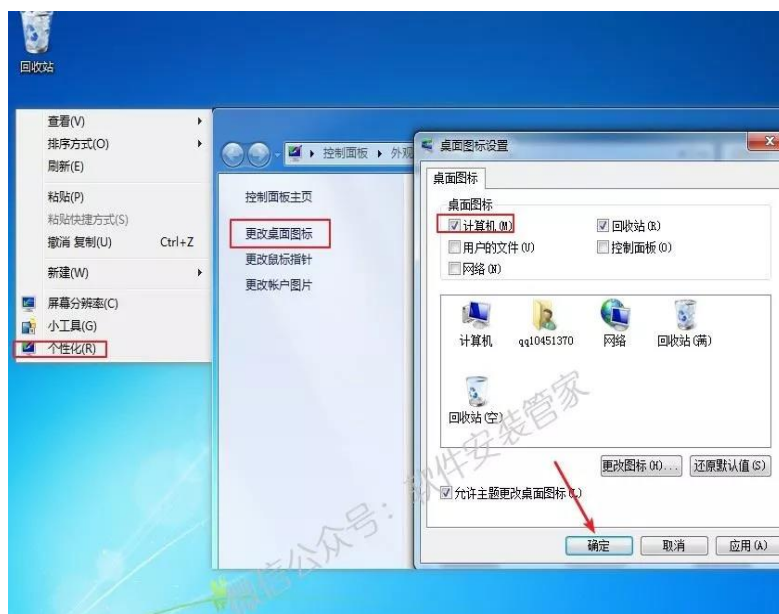 回收站
查看(V)
排序方式(O)
刷新(E)
粘贴(P)
粘贴快捷方式(S)
撤消 复制(U) Ctrl+Z
新建(W)
屏幕分辨率(C)
小工具(G)
个性化(R)
控制面板 外观
控制面板主页
更改桌面图标
更改鼠标指针
更改帐户图片
桌面图标设置
桌面图标
桌面图标
计算机(M) 回收站(R)
用户的文件(U) 控制面板(O)
网络(N)
计算机 qq10451370 网络 回收站(满)
回收站(空)
更改图标(H)... 还原默认值(S)
允许主题更改桌面图标(L)
确定 取消 应用(A)
微信公众号：软件安装管家